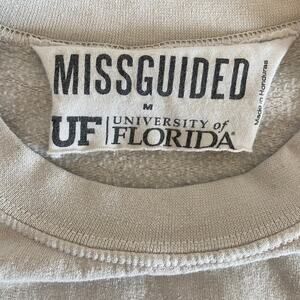 MISSGUIDED
M
UF UNIVERSITY of
FLORIDA
Made in Honduras